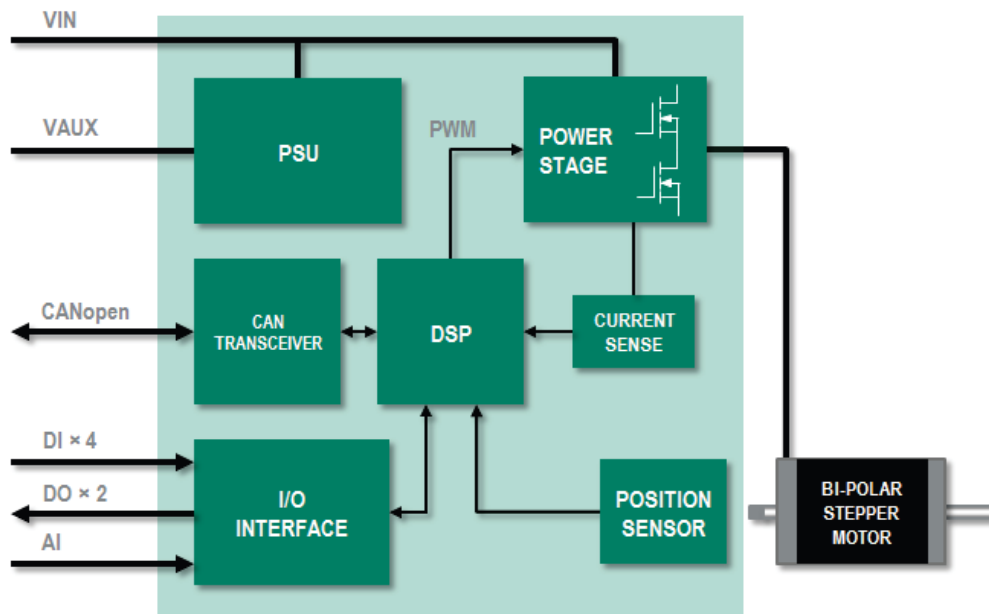 VIN
VAUX
PSU
PWM
POWER
STAGE
CANopen
CAN
TRANSCEIVER
DSP
CURRENT
SENSE
DI × 4
DO × 2
AI
I/O
INTERFACE
POSITION
SENSOR
BI-POLAR
STEPPER
MOTOR